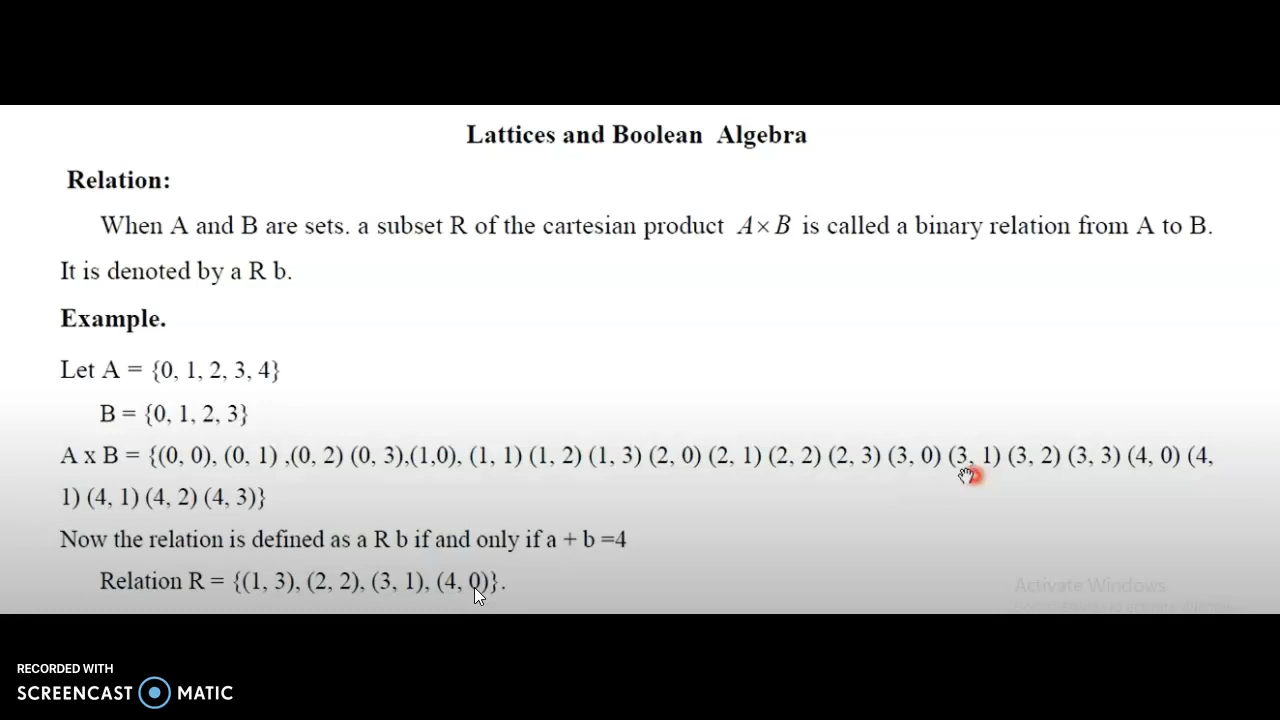 Lattices and Boolean Algebra
Relation:
When A and B are sets. a subset R of the cartesian product A×B is called a binary relation from A to B.
It is denoted by a R b.
Example.
Let A = {0, 1, 2, 3, 4}
B = {0, 1, 2, 3}
A x B = {(0, 0), (0, 1) ,(0, 2) (0, 3),(1,0), (1, 1) (1, 2) (1, 3) (2, 0) (2, 1) (2, 2) (2, 3) (3, 0) (3, 1) (3, 2) (3, 3) (4, 0) (4,
1) (4, 1) (4, 2) (4, 3)}
Now the relation is defined as a R b if and only if a + b =4
Relation R = {(1, 3), (2, 2), (3, 1), (4, 0)}.
Activate Windows
RECORDED WITH
SCREENCAST MATIC